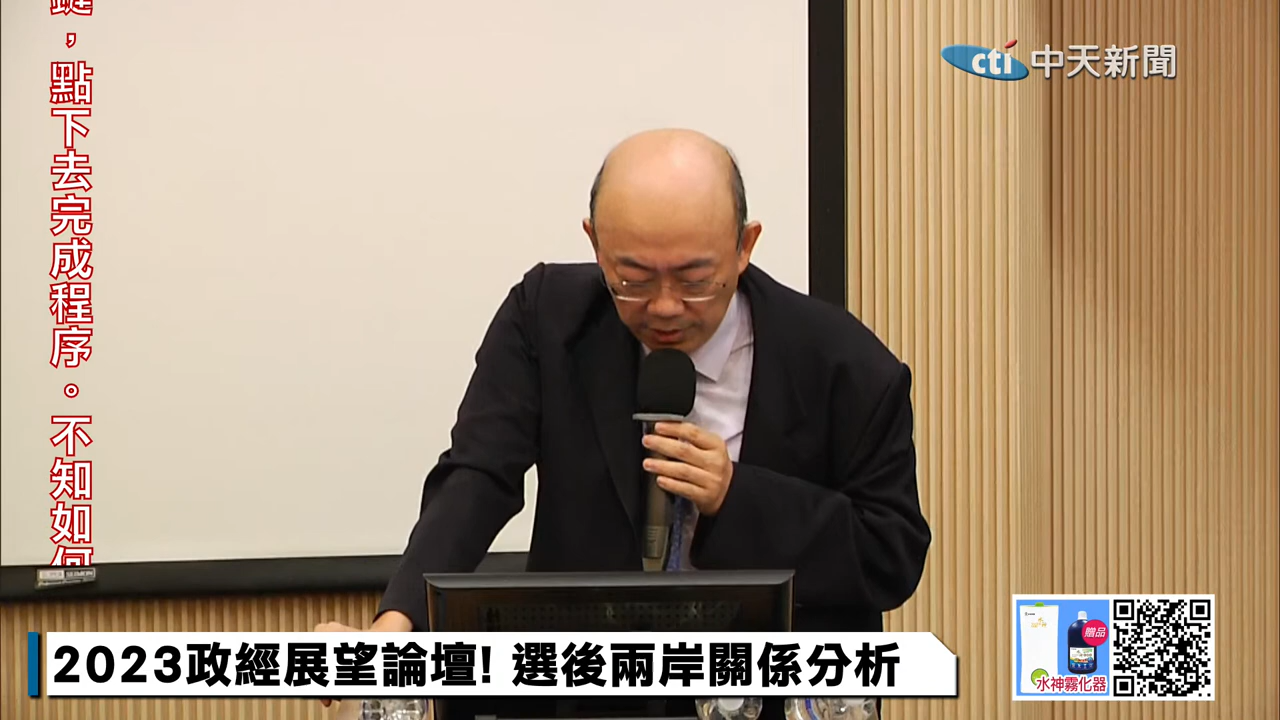 鍵，點下去完成程序。不知如何
cti 中天新聞
贈品
水神霧化器
2023政經展望論壇! 選後兩岸關係分析